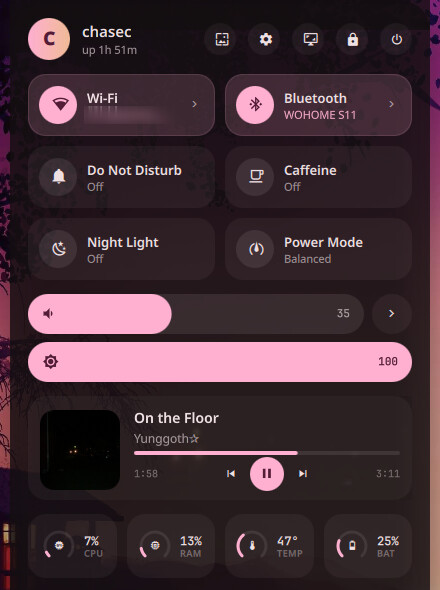 C
chasec
up 1h 51m
Wi-Fi
Bluetooth
WOHOME S11
Do Not Disturb
Off
Caffeine
Off
Night Light
Off
Power Mode
Balanced
35
100
On the Floor
Yunggoth☆
1:58
3:11
7%
CPU
13%
RAM
47°
TEMP
25%
BAT